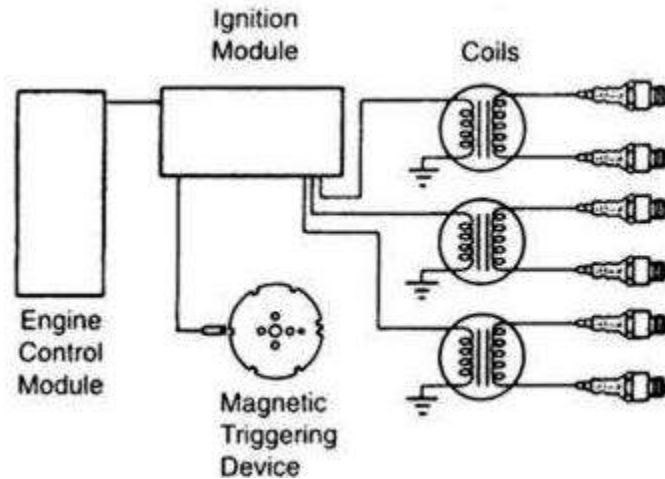 Ignition
Module
Coils
Engine
Control
Module
Magnetic
Triggering
Device